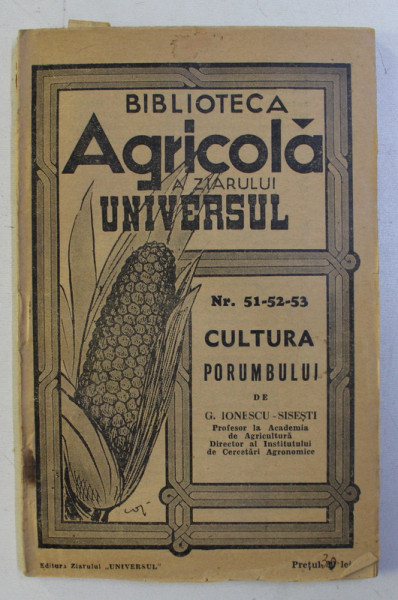 BIBLIOTECA
Agricolă
A ZIARULUI
UNIVERSUL
Nr. 51-52-53
CULTURA
PORUMBULUI
DE
G. IONESCU-SISEȘTI
Profesor la Academia
de Agricultură
Director al Institutului
de Cercetări Agronomice
Editura Ziarului „UNIVERSUL"
Prețul lei